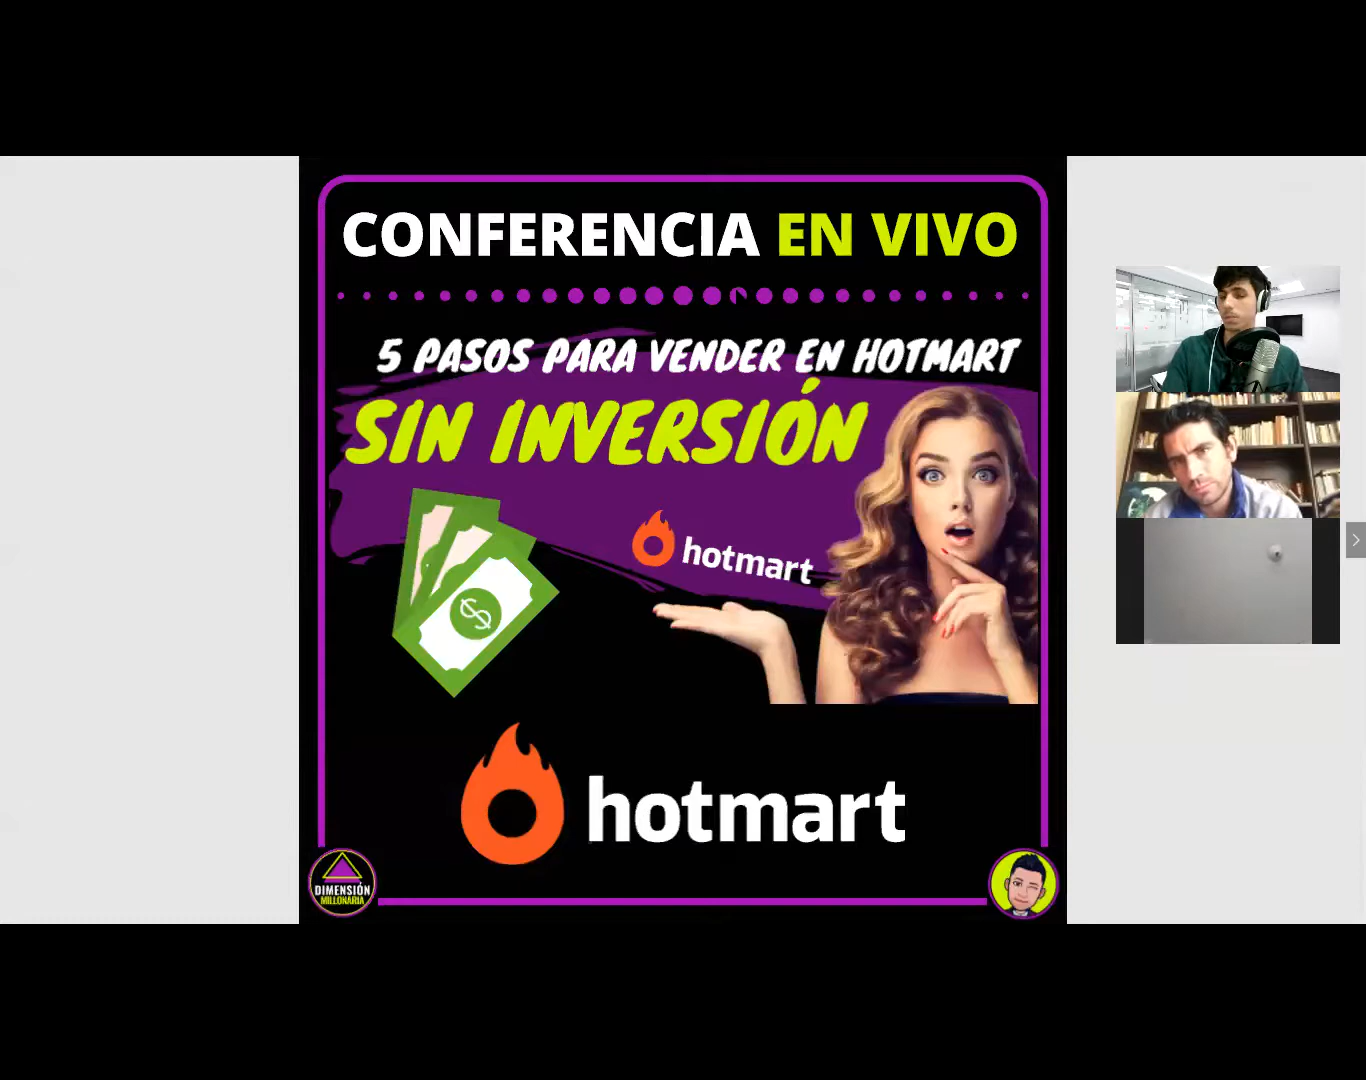 CONFERENCIA EN VIVO
5 PASOS PARA VENDER EN HOTMART
SIN INVERSIÓN
hotmart
hotmart
DIMENSIÓN
MILLONARIA